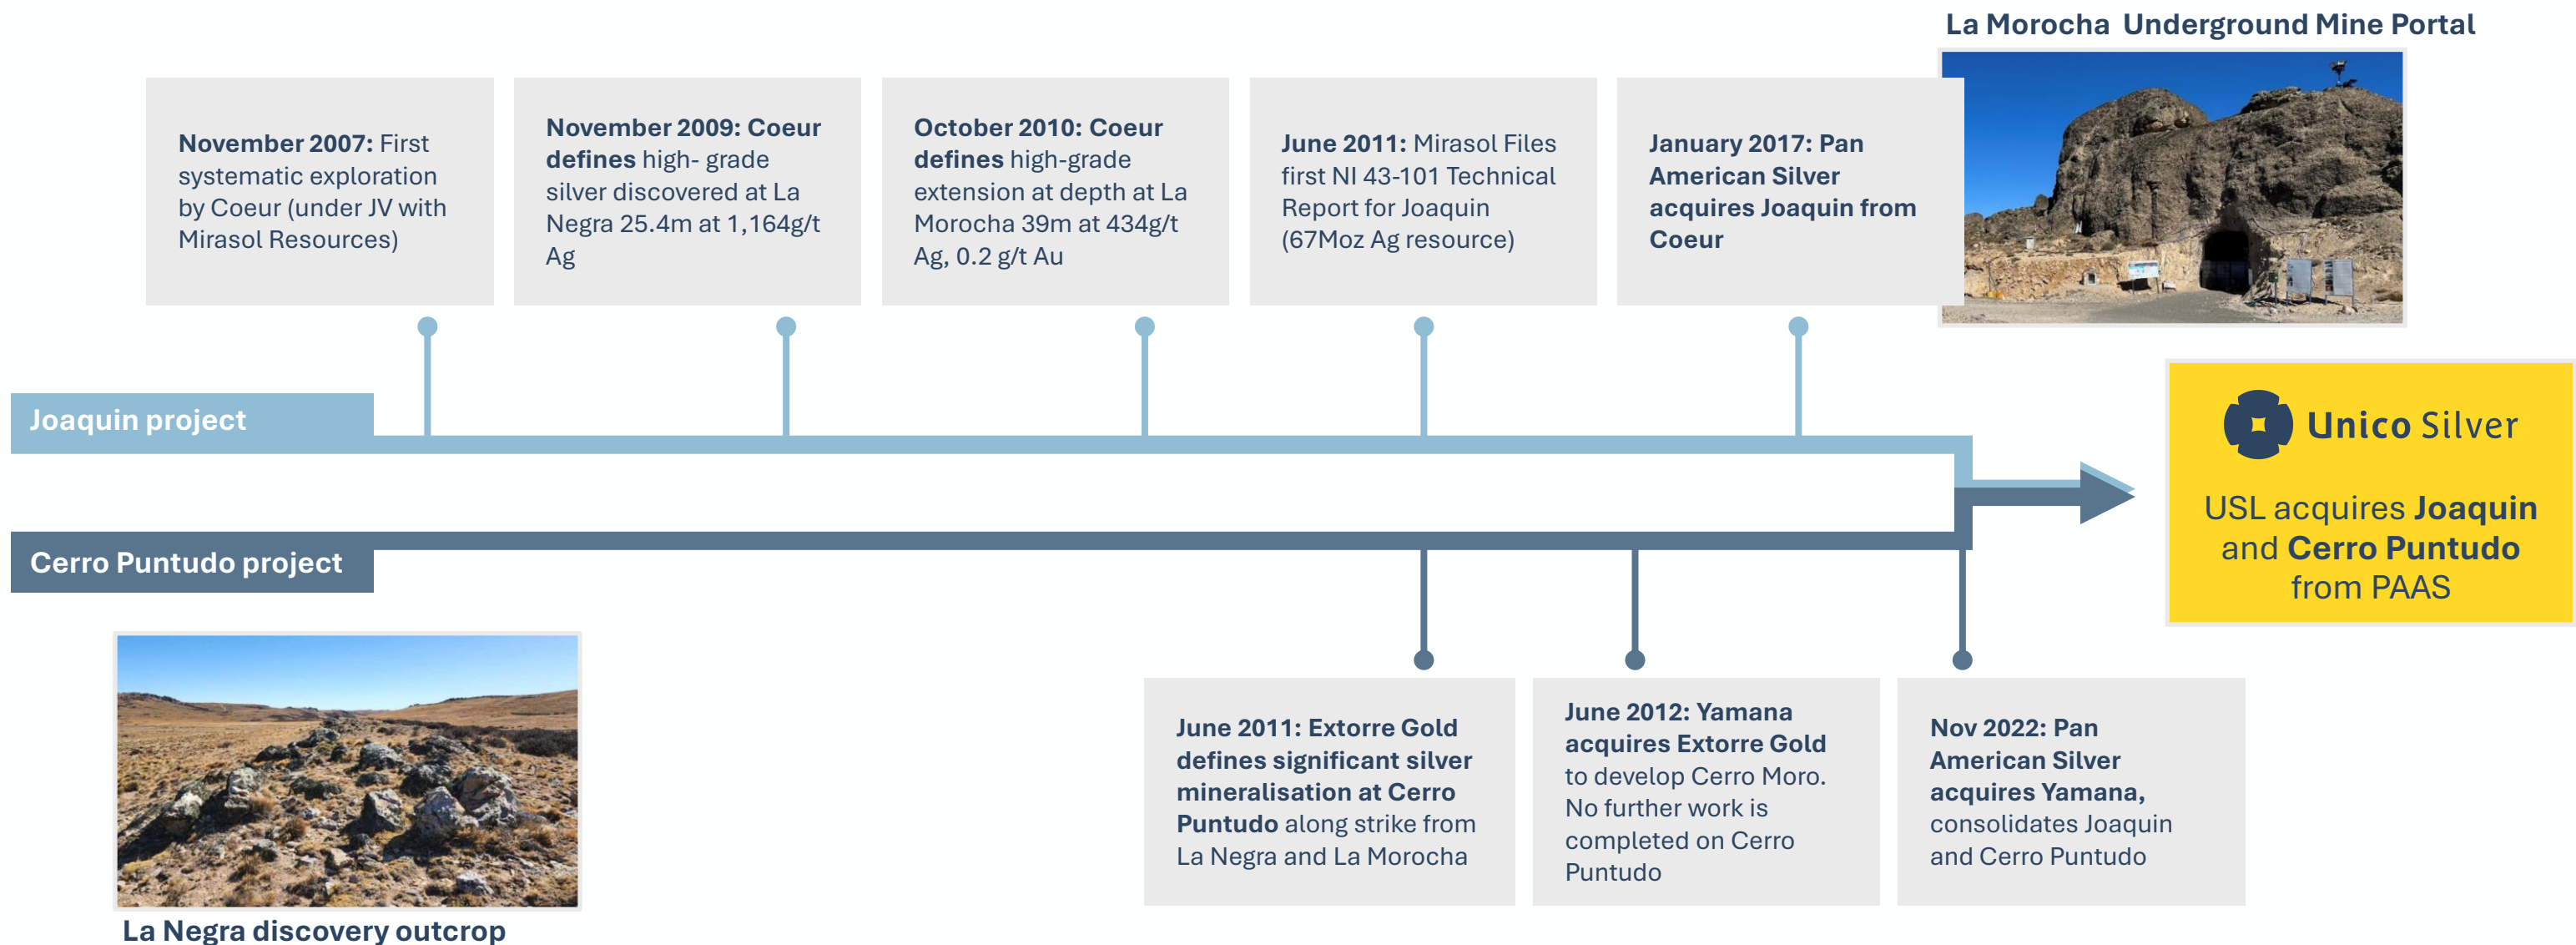 La Morocha Underground Mine Portal
November 2007: First
systematic exploration
by Coeur (under JV with
Mirasol Resources)
November 2009: Coeur
defines high- grade
silver discovered at La
Negra 25.4m at 1,164g/t
Ag
October 2010: Coeur
defines high-grade
extension at depth at La
Morocha 39m at 434g/t
Ag, 0.2 g/t Au
June 2011: Mirasol Files
first NI 43-101 Technical
Report for Joaquin
(67Moz Ag resource)
January 2017: Pan
American Silver
acquires Joaquin from
Coeur
Joaquin project
Cerro Puntudo project
Unico Silver
USL acquires Joaquin
and Cerro Puntudo
from PAAS
June 2011: Extorre Gold
defines significant silver
mineralisation at Cerro
Puntudo along strike from
La Negra and La Morocha
June 2012: Yamana
acquires Extorre Gold
to develop Cerro Moro.
No further work is
completed on Cerro
Puntudo
Nov 2022: Pan
American Silver
acquires Yamana,
consolidates Joaquin
and Cerro Puntudo
La Negra discovery outcrop